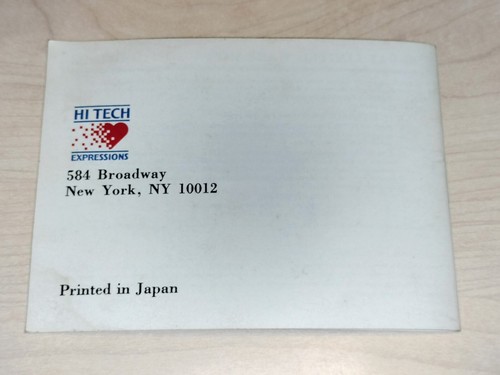 HI TECH
EXPRESSIONS
584 Broadway
New York, NY 10012
Printed in Japan